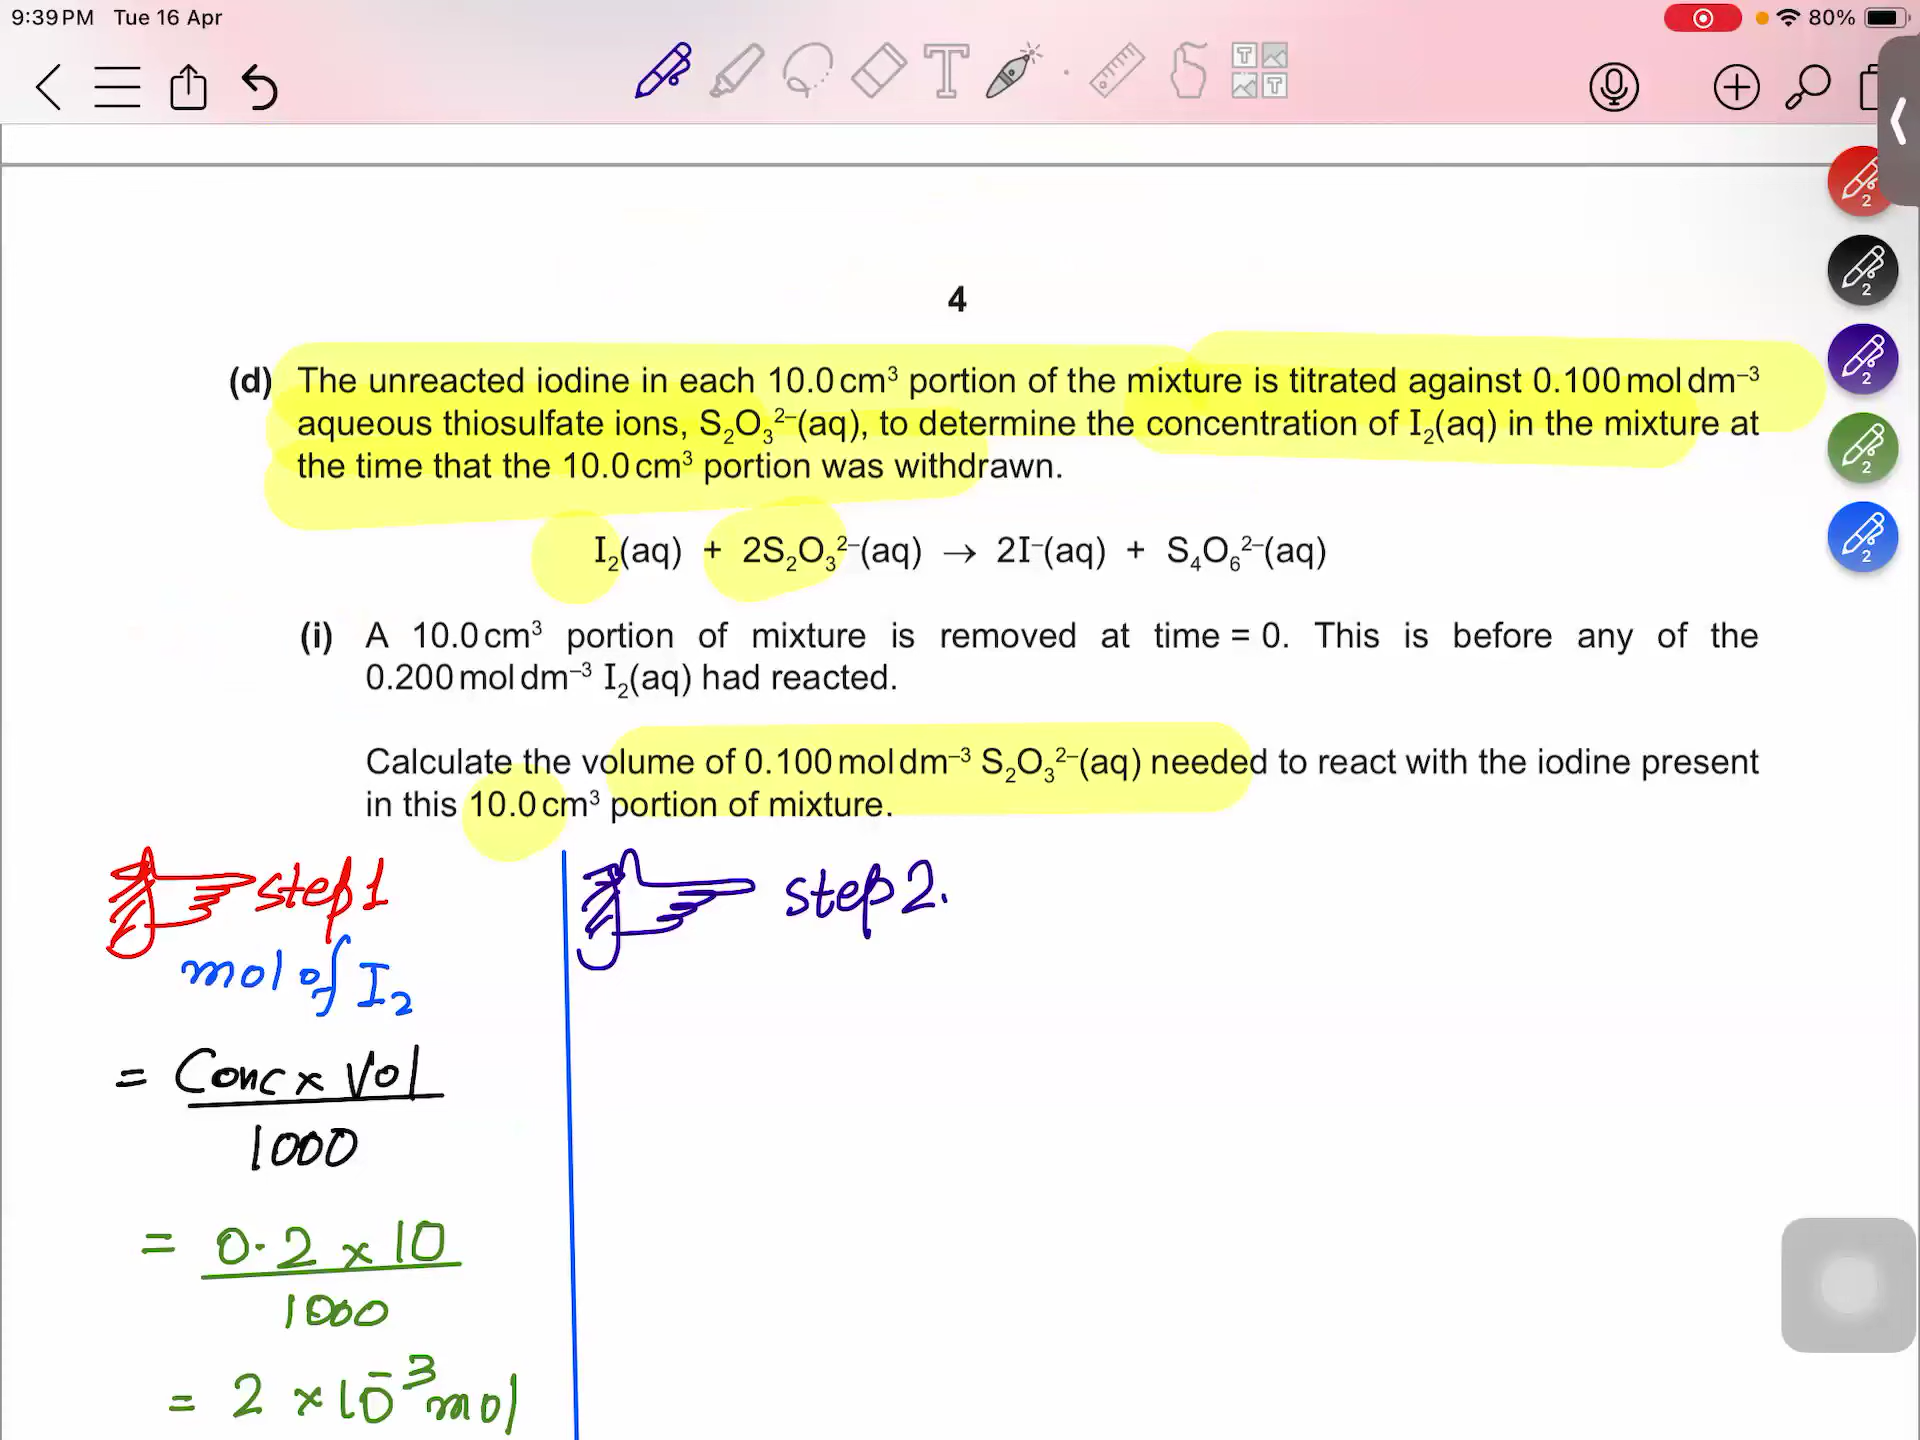 9:39 PM Tue 16 Apr
80%
4
(d) The unreacted iodine in each 10.0 cm³ portion of the mixture is titrated against 0.100 mol dm⁻³
aqueous thiosulfate ions, S₂O₃²⁻(aq), to determine the concentration of I₂(aq) in the mixture at
the time that the 10.0 cm³ portion was withdrawn.
I₂(aq) + 2S₂O₃²⁻(aq) → 2I⁻(aq) + S₄O₆²⁻(aq)
(i) A 10.0 cm³ portion of mixture is removed at time = 0. This is before any of the
0.200 mol dm⁻³ I₂(aq) had reacted.
Calculate the volume of 0.100 mol dm⁻³ S₂O₃²⁻(aq) needed to react with the iodine present
in this 10.0 cm³ portion of mixture.
step 1
mol of I₂
= Conc × Vol
1000
= 0.2 × 10
1000
= 2 × 10⁻³ mol
step 2.
T
T
T
2
2
2
2
2